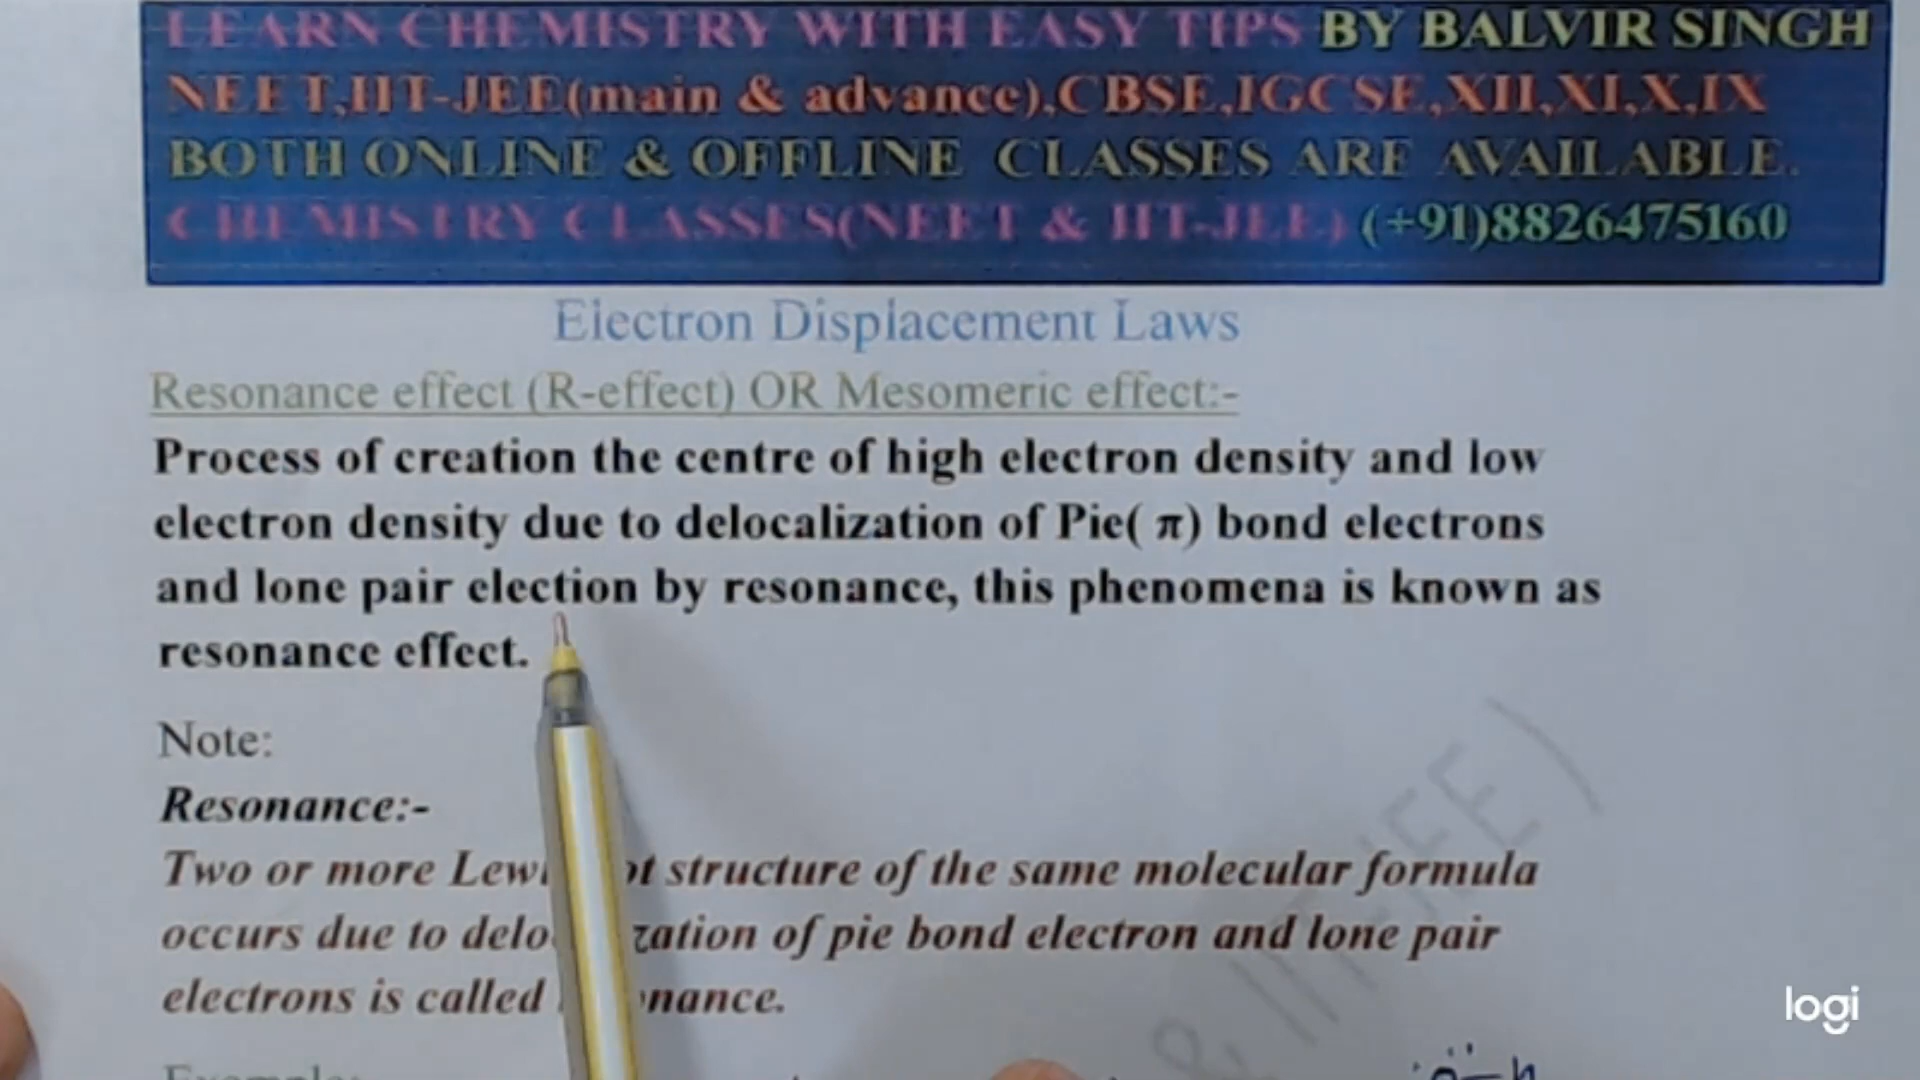 LEARN CHEMISTRY WITH EASY TIPS BY BALVIR SINGH
NEET,IIT-JEE(main & advance),CBSE,IGCSE,XII,XI,X,IX
BOTH ONLINE & OFFLINE CLASSES ARE AVAILABLE.
CHEMISTRY CLASSES(NEET & IIT-JEE) (+91)8826475160
Electron Displacement Laws
Resonance effect (R-effect) OR Mesomeric effect:-
Process of creation the centre of high electron density and low
electron density due to delocalization of Pie( π) bond electrons
and lone pair election by resonance, this phenomena is known as
resonance effect.
Note:
Resonance:-
Two or more structure of the same molecular formula
occurs due to of pie bond electron and lone pair
electrons is called
& IIT-JEE)
logi
Example: